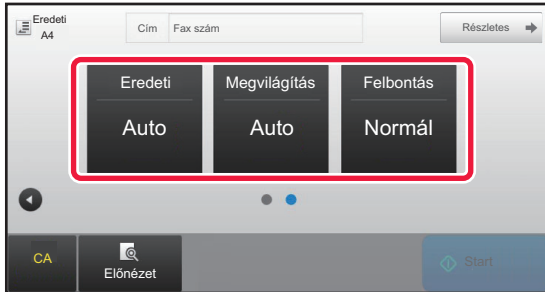 Eredeti
A4
Cím
Fax szám
Részletes
Eredeti
Megvilágítás
Felbontás
Auto
Auto
Normál
CA
Előnézet
Start